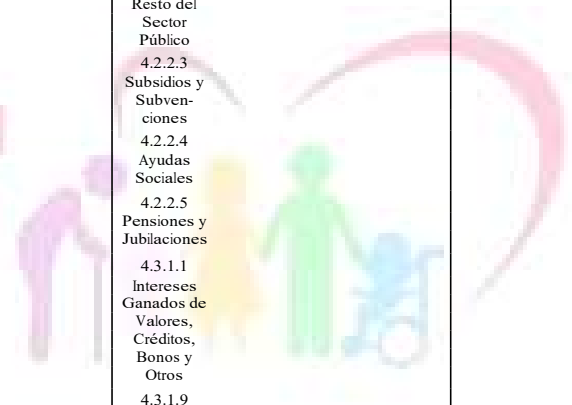 Resto del
Sector
Público
4.2.2.3
Subsidios y
Subven-
ciones
4.2.2.4
Ayudas
Sociales
4.2.2.5
Pensiones y
Jubilaciones
4.3.1.1
Intereses
Ganados de
Valores,
Créditos,
Bonos y
Otros
4.3.1.9